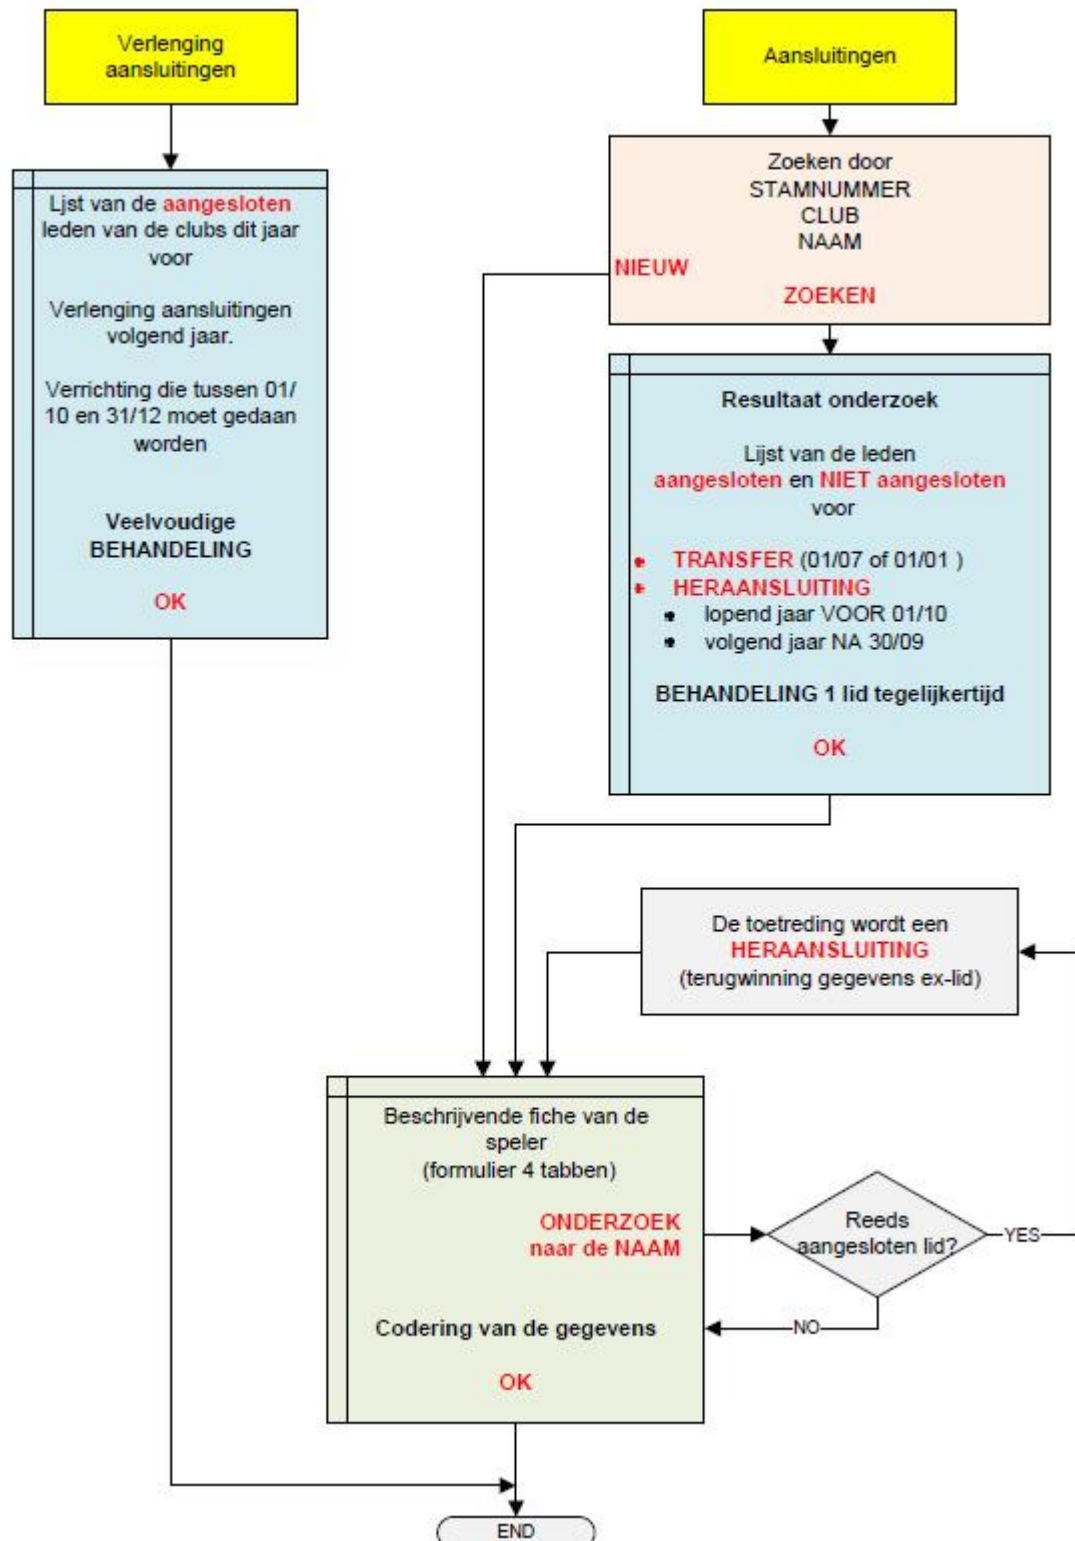 Verlenging
aansluitingen
Ljst van de aangesloten
leden van de clubs dit jaar
voor
Verlenging aansluitingen
volgend jaar.
Verrichting die tussen 01/
10 en 31/12 moet gedaan
worden
Veelvoudige
BEHANDELING
OK
Aansluitingen
Zoeken door
STAMNUMMER
CLUB
NAAM
NIEUW
ZOEKEN
Resultaat onderzoek
Lijst van de leden
aangesloten en NIET aangesloten
voor
• TRANSFER (01/07 of 01/01 )
• HERAANSLUITING
• lopend jaar VOOR 01/10
• volgend jaar NA 30/09
BEHANDELING 1 lid tegelijkertijd
OK
De toetreding wordt een
HERAANSLUITING
(terugwinning gegevens ex-lid)
Beschrijvende fiche van de
speler
(formulier 4 tabben)
ONDERZOEK
naar de NAAM
Codering van de gegevens
OK
Reeds
aangesloten lid?
YES
NO
END